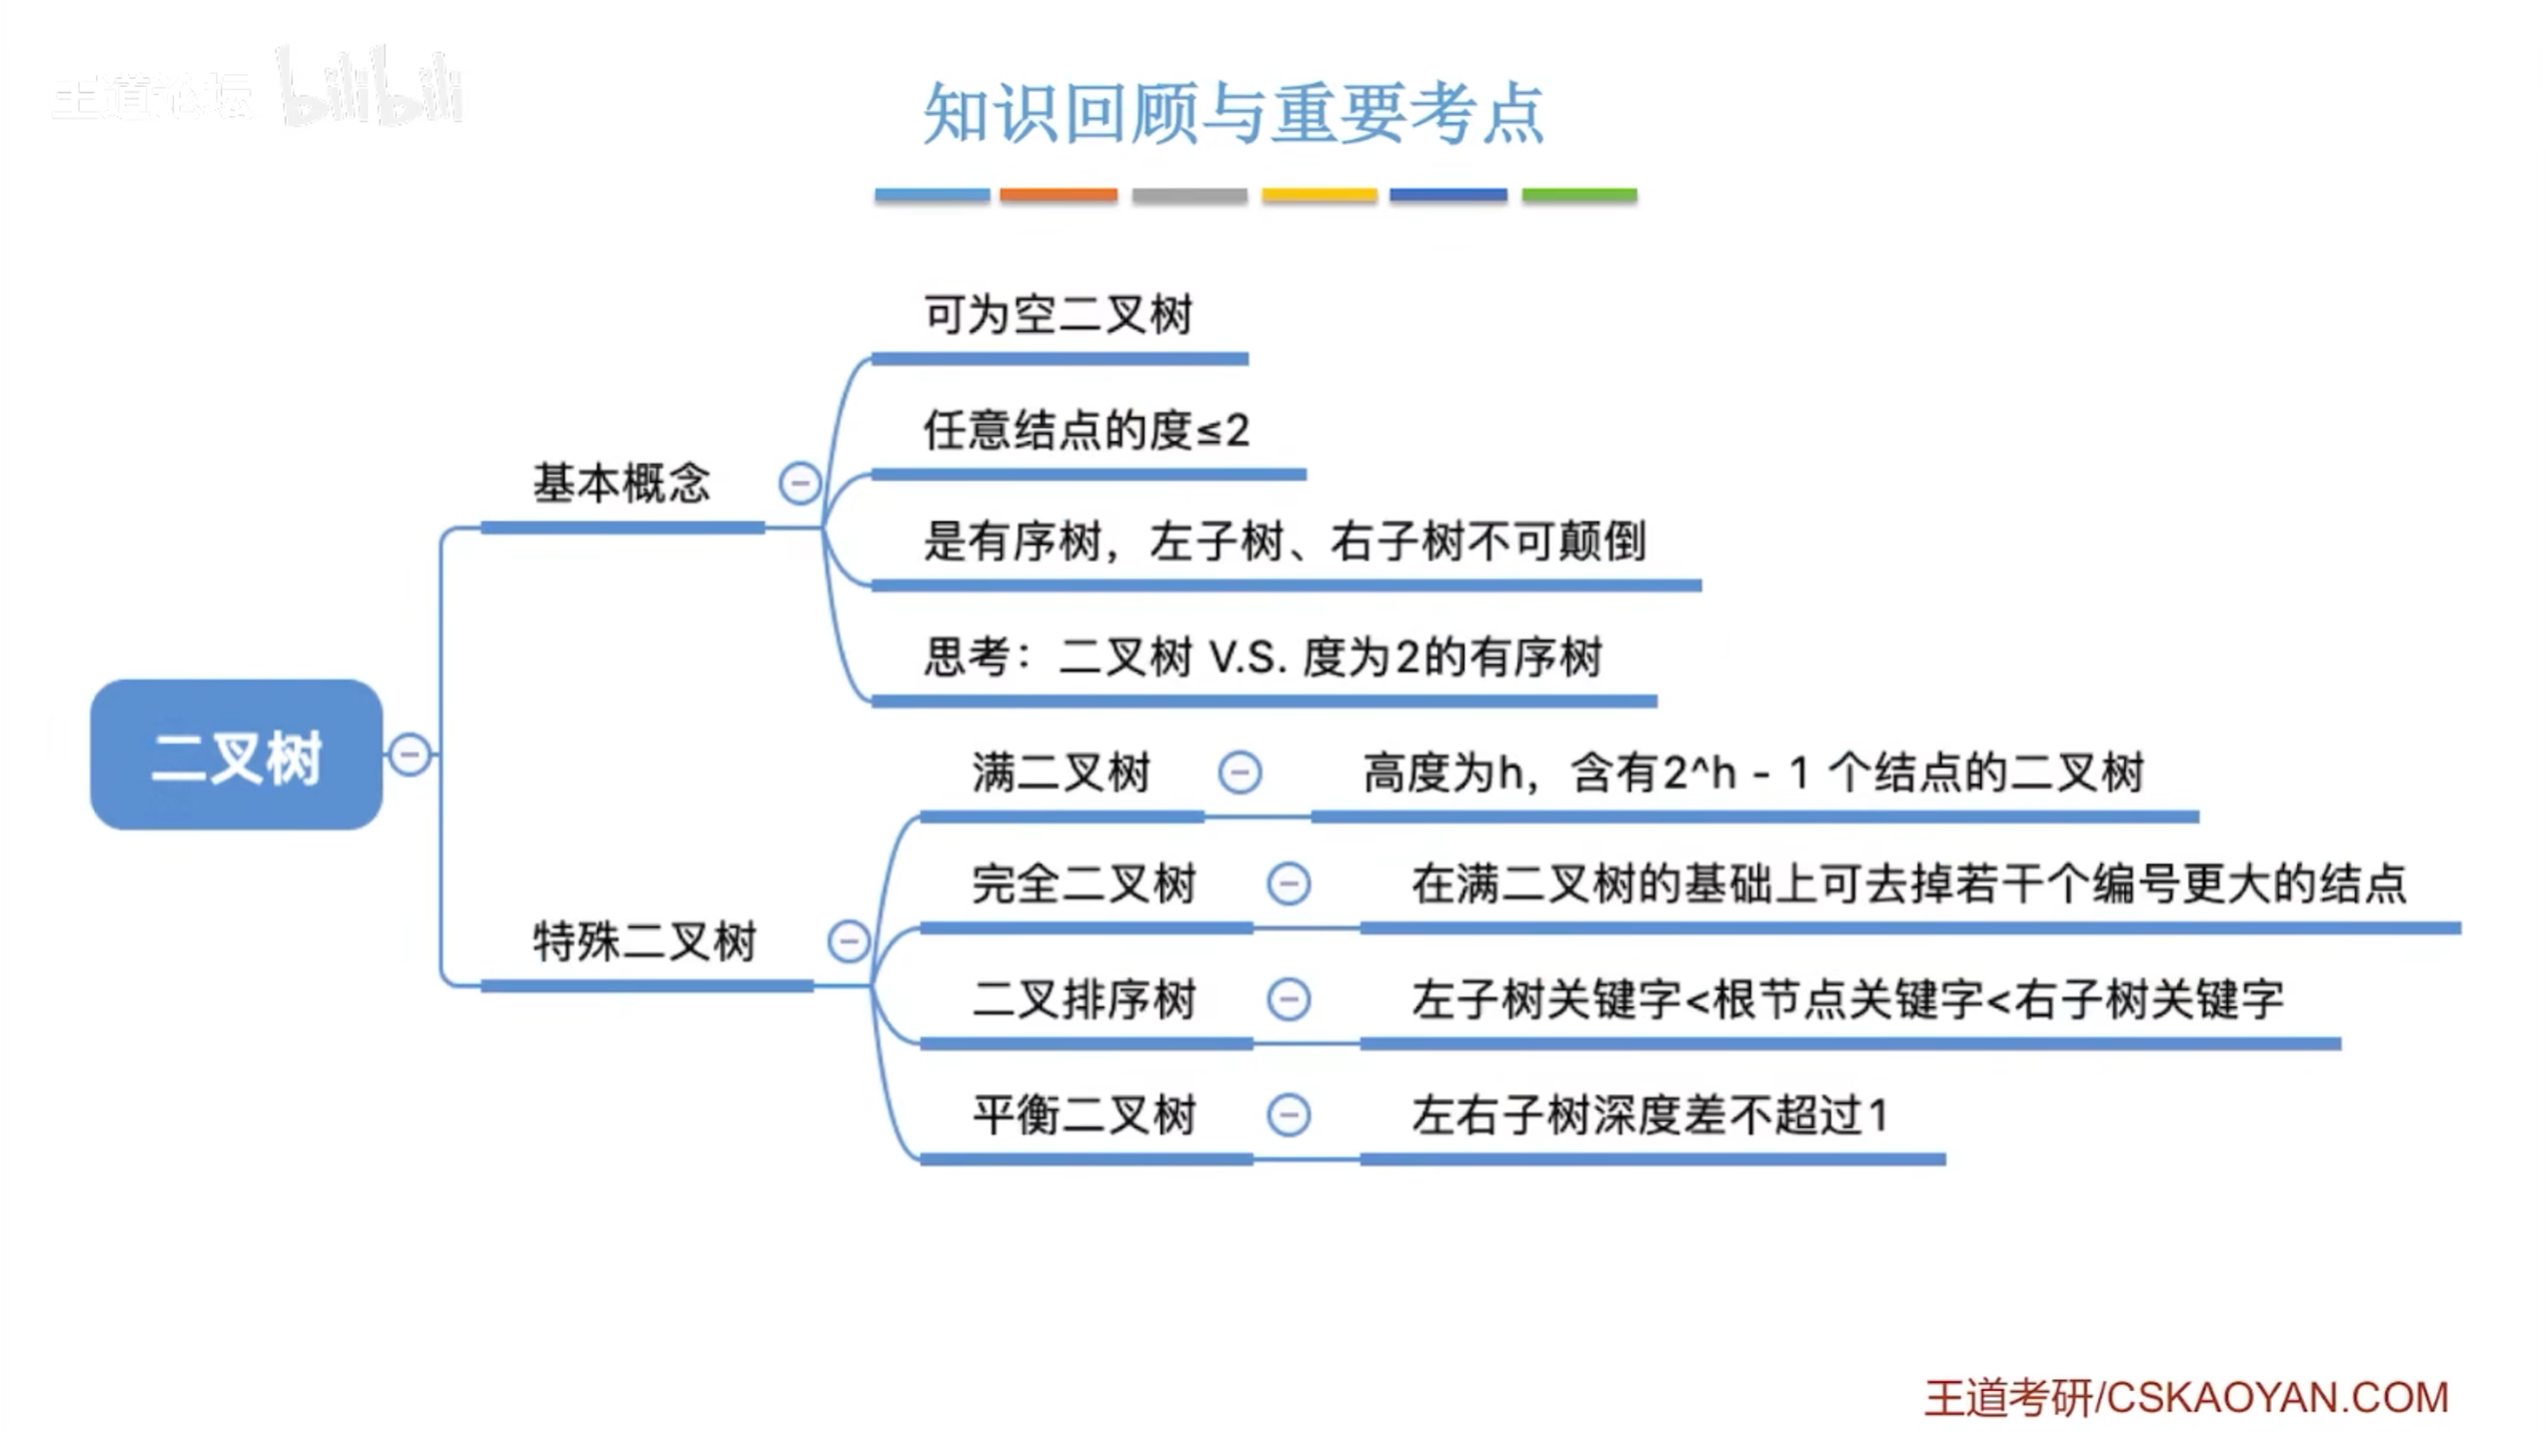 王道论坛 bilibili
知识回顾与重要考点
可为空二叉树
任意结点的度≤2
基本概念
是有序树，左子树、右子树不可颠倒
思考：二叉树 V.S. 度为2的有序树
二叉树
满二叉树 高度为h，含有2^h - 1 个结点的二叉树
完全二叉树 在满二叉树的基础上可去掉若干个编号更大的结点
特殊二叉树
二叉排序树 左子树关键字<根节点关键字<右子树关键字
平衡二叉树 左右子树深度差不超过1
王道考研/CSKAOYAN.COM